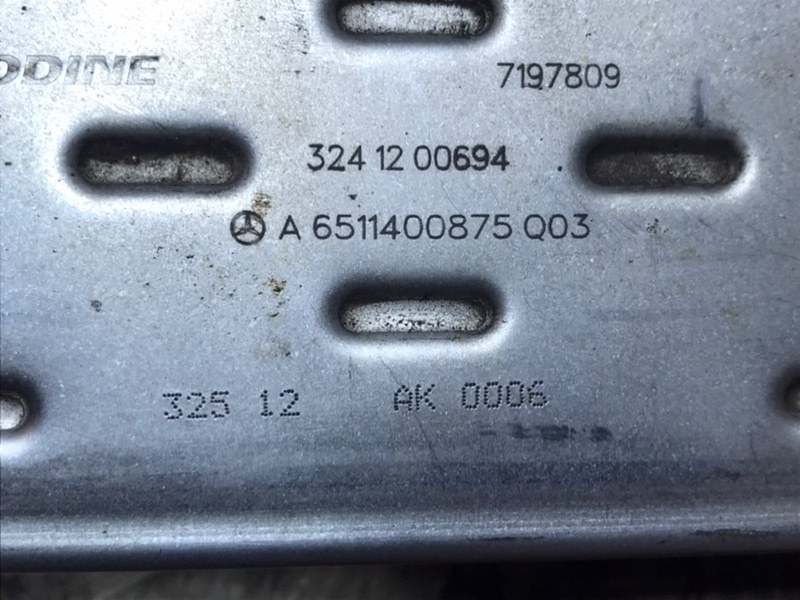 ODINE
7197809
324 12 00694
A 6511400875 Q03
325 12 AK 0006